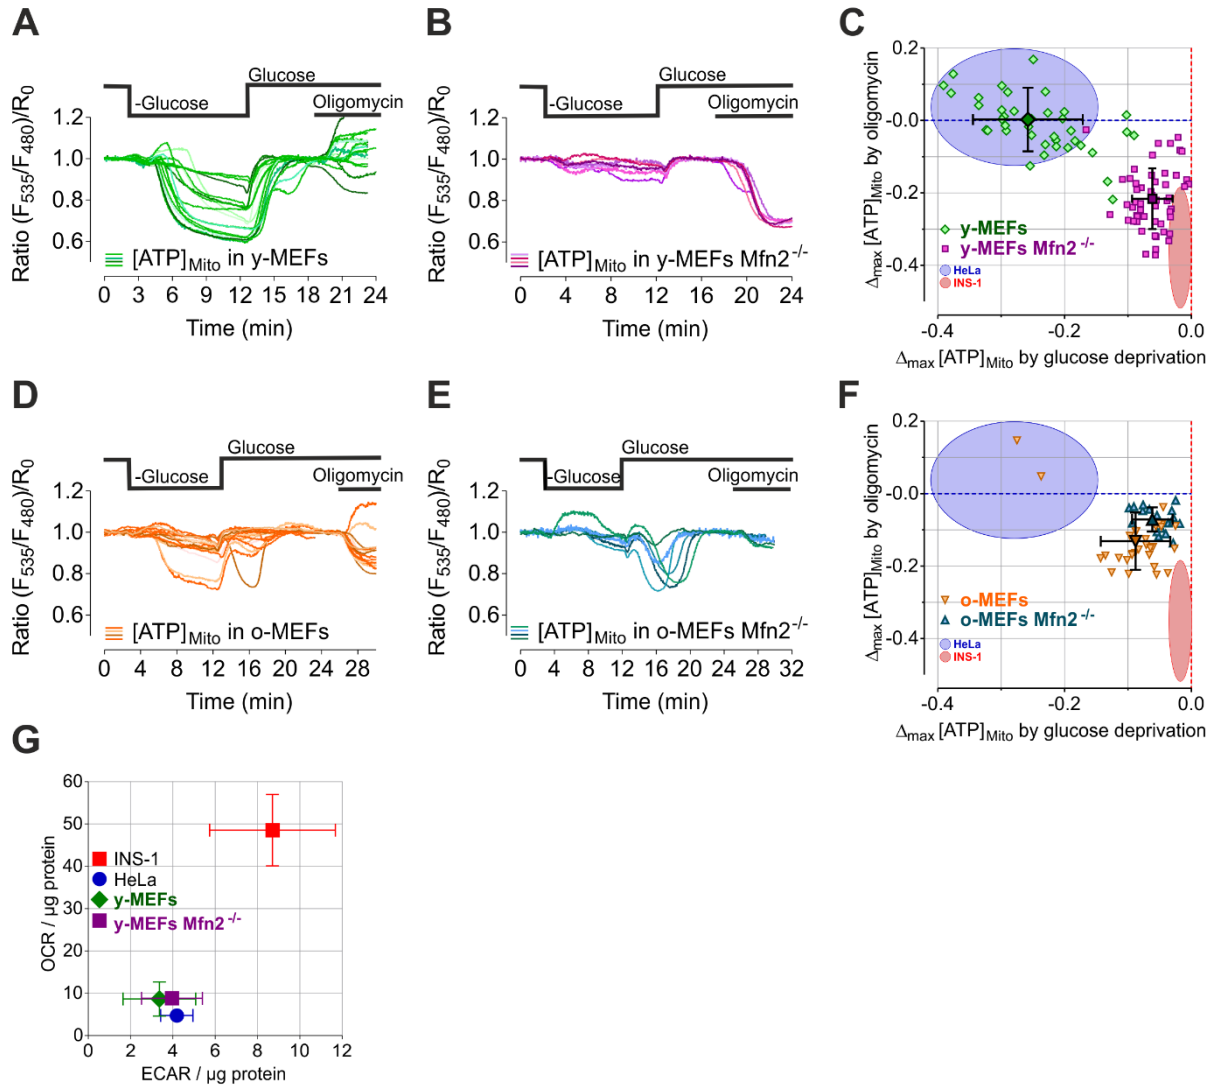 A
Glucose
-Glucose
Oligomycin
Ratio (F535/F480)/R0
1.2
1.0
0.8
0.6
[ATP]Mito in y-MEFs
0 3 6 9 12 15 18 21 24
Time (min)
B
Glucose
-Glucose
Oligomycin
Ratio (F535/F480)/R0
1.2
1.0
0.8
0.6
[ATP]Mito in y-MEFs Mfn2-/-
0 4 8 12 16 20 24
Time (min)
C
Δmax [ATP]Mito by oligomycin
0.2
-0.0
-0.2
-0.4
y-MEFs
y-MEFs Mfn2-/-
HeLa
INS-1
-0.4 -0.2 0.0
Δmax [ATP]Mito by glucose deprivation
D
Glucose
-Glucose
Oligomycin
Ratio (F535/F480)/R0
1.2
1.0
0.8
0.6
[ATP]Mito in o-MEFs
0 4 8 12 16 20 24 28
Time (min)
E
Glucose
-Glucose
Oligomycin
Ratio (F535/F480)/R0
1.2
1.0
0.8
0.6
[ATP]Mito in o-MEFs Mfn2-/-
0 4 8 12 16 20 24 28 32
Time (min)
F
Δmax [ATP]Mito by oligomycin
0.2
-0.0
-0.2
-0.4
o-MEFs
o-MEFs Mfn2-/-
HeLa
INS-1
-0.4 -0.2 0.0
Δmax [ATP]Mito by glucose deprivation
G
OCR / µg protein
60
50
40
30
20
10
0
INS-1
HeLa
y-MEFs
y-MEFs Mfn2-/-
0 2 4 6 8 10 12
ECAR / µg protein